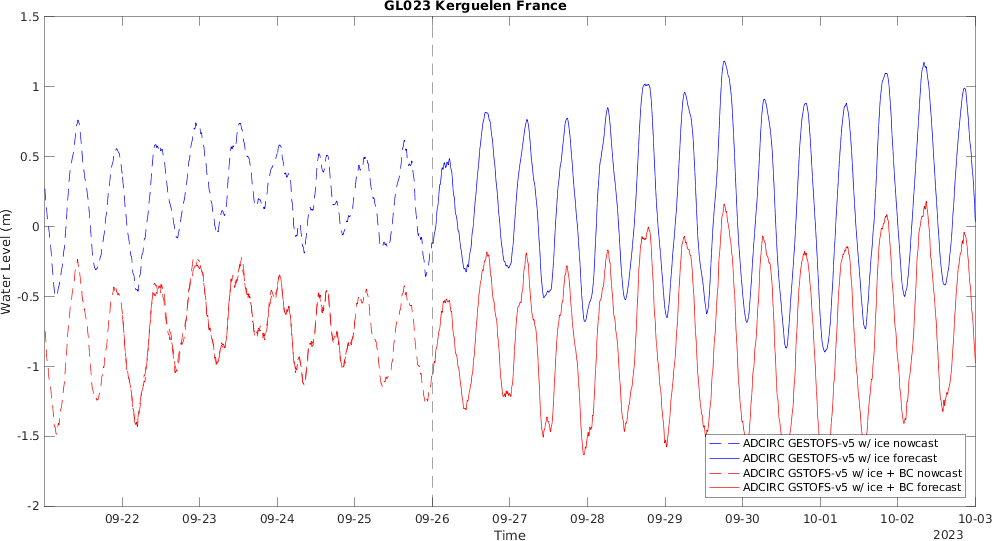 GL023 Kerguelen France
1.5
1
0.5
0
-0.5
-1
-1.5
-2
Water Level (m)
ADCIRC GESTOFS-v5 w/ ice nowcast
ADCIRC GESTOFS-v5 w/ ice forecast
ADCIRC GSTOFS-v5 w/ ice + BC nowcast
ADCIRC GSTOFS-v5 w/ ice + BC forecast
09-22 09-23 09-24 09-25 09-26 09-27 09-28 09-29 09-30 10-01 10-02 10-03
Time
2023